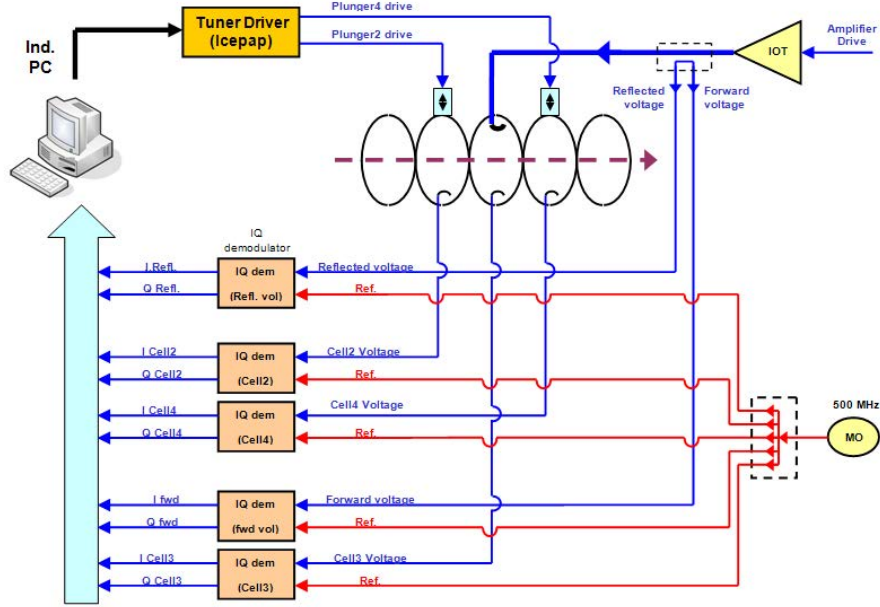 Ind.
PC
Tuner Driver
(Icepap)
Plunger4 drive
Plunger2 drive
IOT
Amplifier
Drive
Reflected
voltage
Forward
voltage
IQ
demodulator
I.Refl.
Q Refl.
IQ dem
(Refl. vol)
Reflected voltage
Ref.
I Cell2
Q Cell2
IQ dem
(Cell2)
Cell2 Voltage
Ref.
I Cell4
Q Cell4
IQ dem
(Cell4)
Cell4 Voltage
Ref.
500 MHz
MO
I fwd
Q fwd
IQ dem
(fwd vol)
Forward voltage
Ref.
I Cell3
Q Cell3
IQ dem
(Cell3)
Cell3 Voltage
Ref.